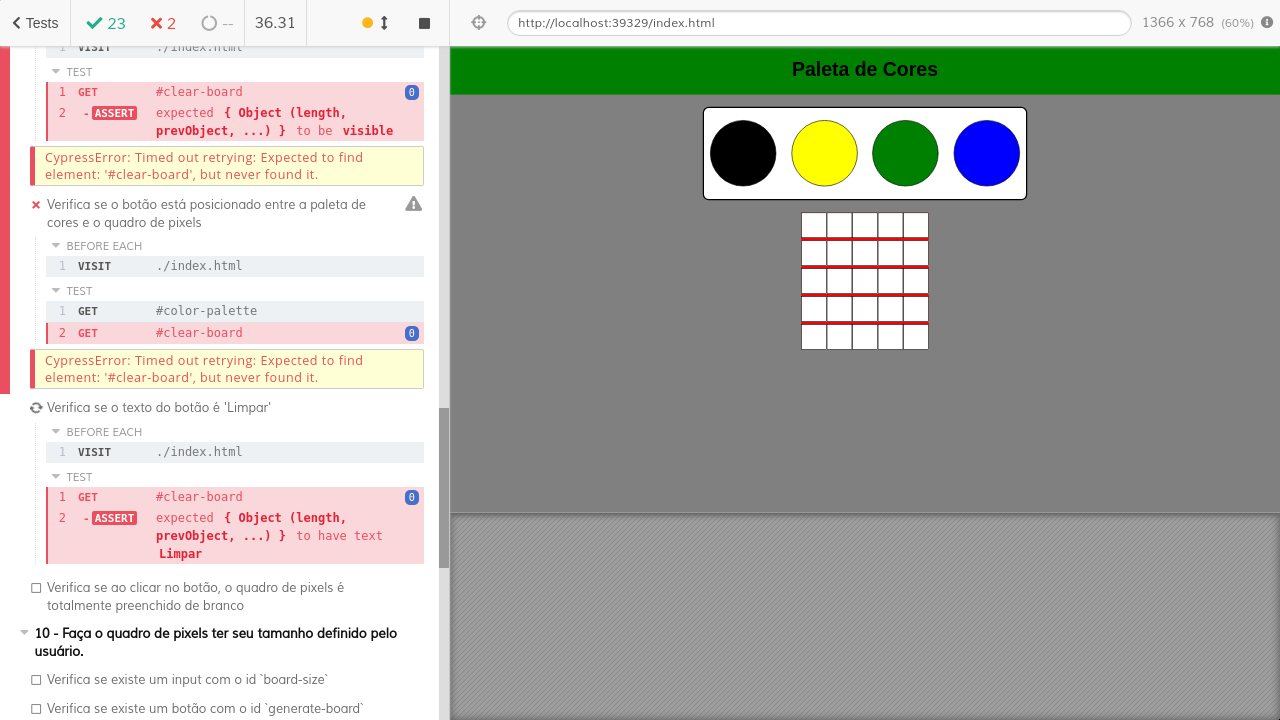 Tests 23 2 -- 36.31 http://localhost:39329/index.html 1366 x 768 (60%)
1 VISIT ./index.html
TEST
1 GET #clear-board 0
2 - ASSERT expected { Object (length,
prevObject, ...) } to be visible
CypressError: Timed out retrying: Expected to find
element: '#clear-board', but never found it.
Verifica se o botão está posicionado entre a paleta de
cores e o quadro de pixels
BEFORE EACH
1 VISIT ./index.html
TEST
1 GET #color-palette
2 GET #clear-board 0
CypressError: Timed out retrying: Expected to find
element: '#clear-board', but never found it.
Verifica se o texto do botão é 'Limpar'
BEFORE EACH
1 VISIT ./index.html
TEST
1 GET #clear-board 0
2 - ASSERT expected { Object (length,
prevObject, ...) } to have text
Limpar
Verifica se ao clicar no botão, o quadro de pixels é
totalmente preenchido de branco
10 - Faça o quadro de pixels ter seu tamanho definido pelo
usuário.
Verifica se existe um input com o id `board-size`
Verifica se existe um botão com o id `generate-board`
Paleta de Cores